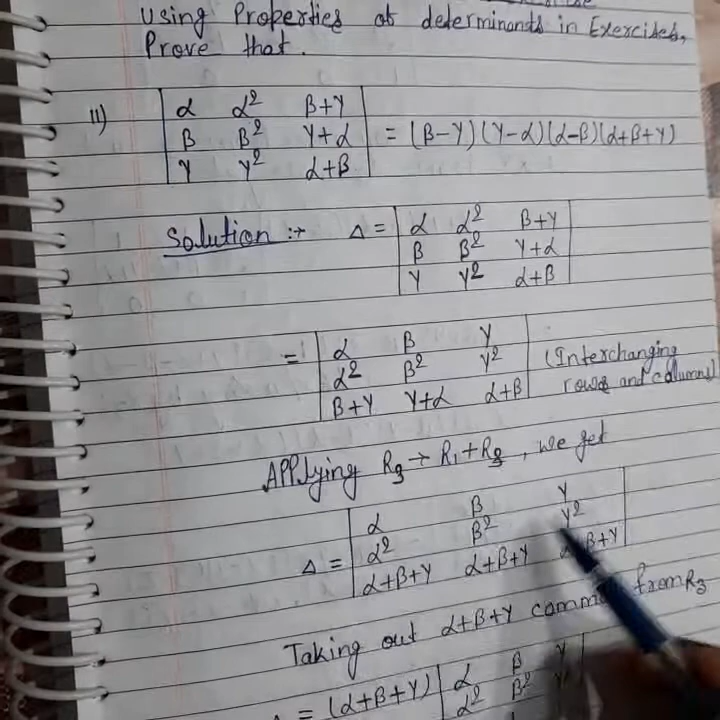 Using Properties of determinants in Exercises,
Prove that.
11) | α α² β+γ |
| β β² γ+α | = (β-γ)(γ-α)(α-β)(α+β+γ)
| γ γ² α+β |
Solution :→ Δ = | α α² β+γ |
| β β² γ+α |
| γ γ² α+β |
= | α β γ |
| α² β² γ² | (Interchanging
| β+γ γ+α α+β | rows and columns)
Applying R3 → R1+R3, we get
Δ = | α β γ |
| α² β² γ² |
| α+β+γ α+β+γ β+γ |
Taking out α+β+γ from R3
= (α+β+γ) | α β γ |
α² β²